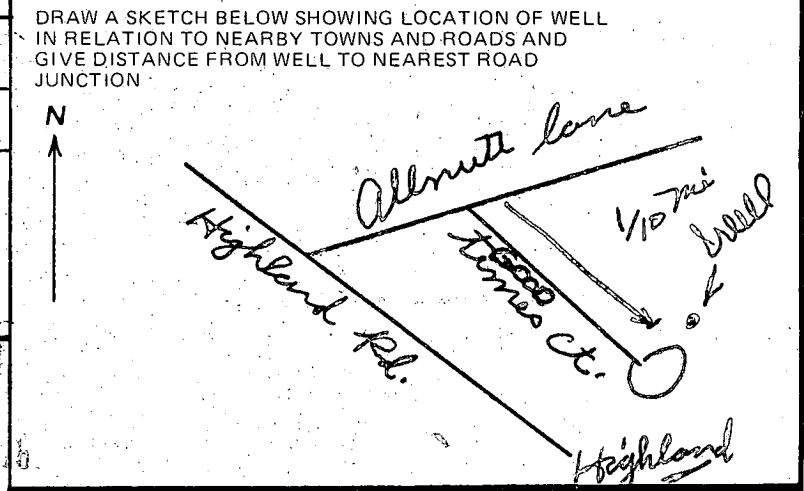 DRAW A SKETCH BELOW SHOWING LOCATION OF WELL
IN RELATION TO NEARBY TOWNS AND ROADS AND
GIVE DISTANCE FROM WELL TO NEAREST ROAD
JUNCTION
N
Allnutt lane
1/10 mi
Well
Highland Rd.
Good
times Ct.
Highland